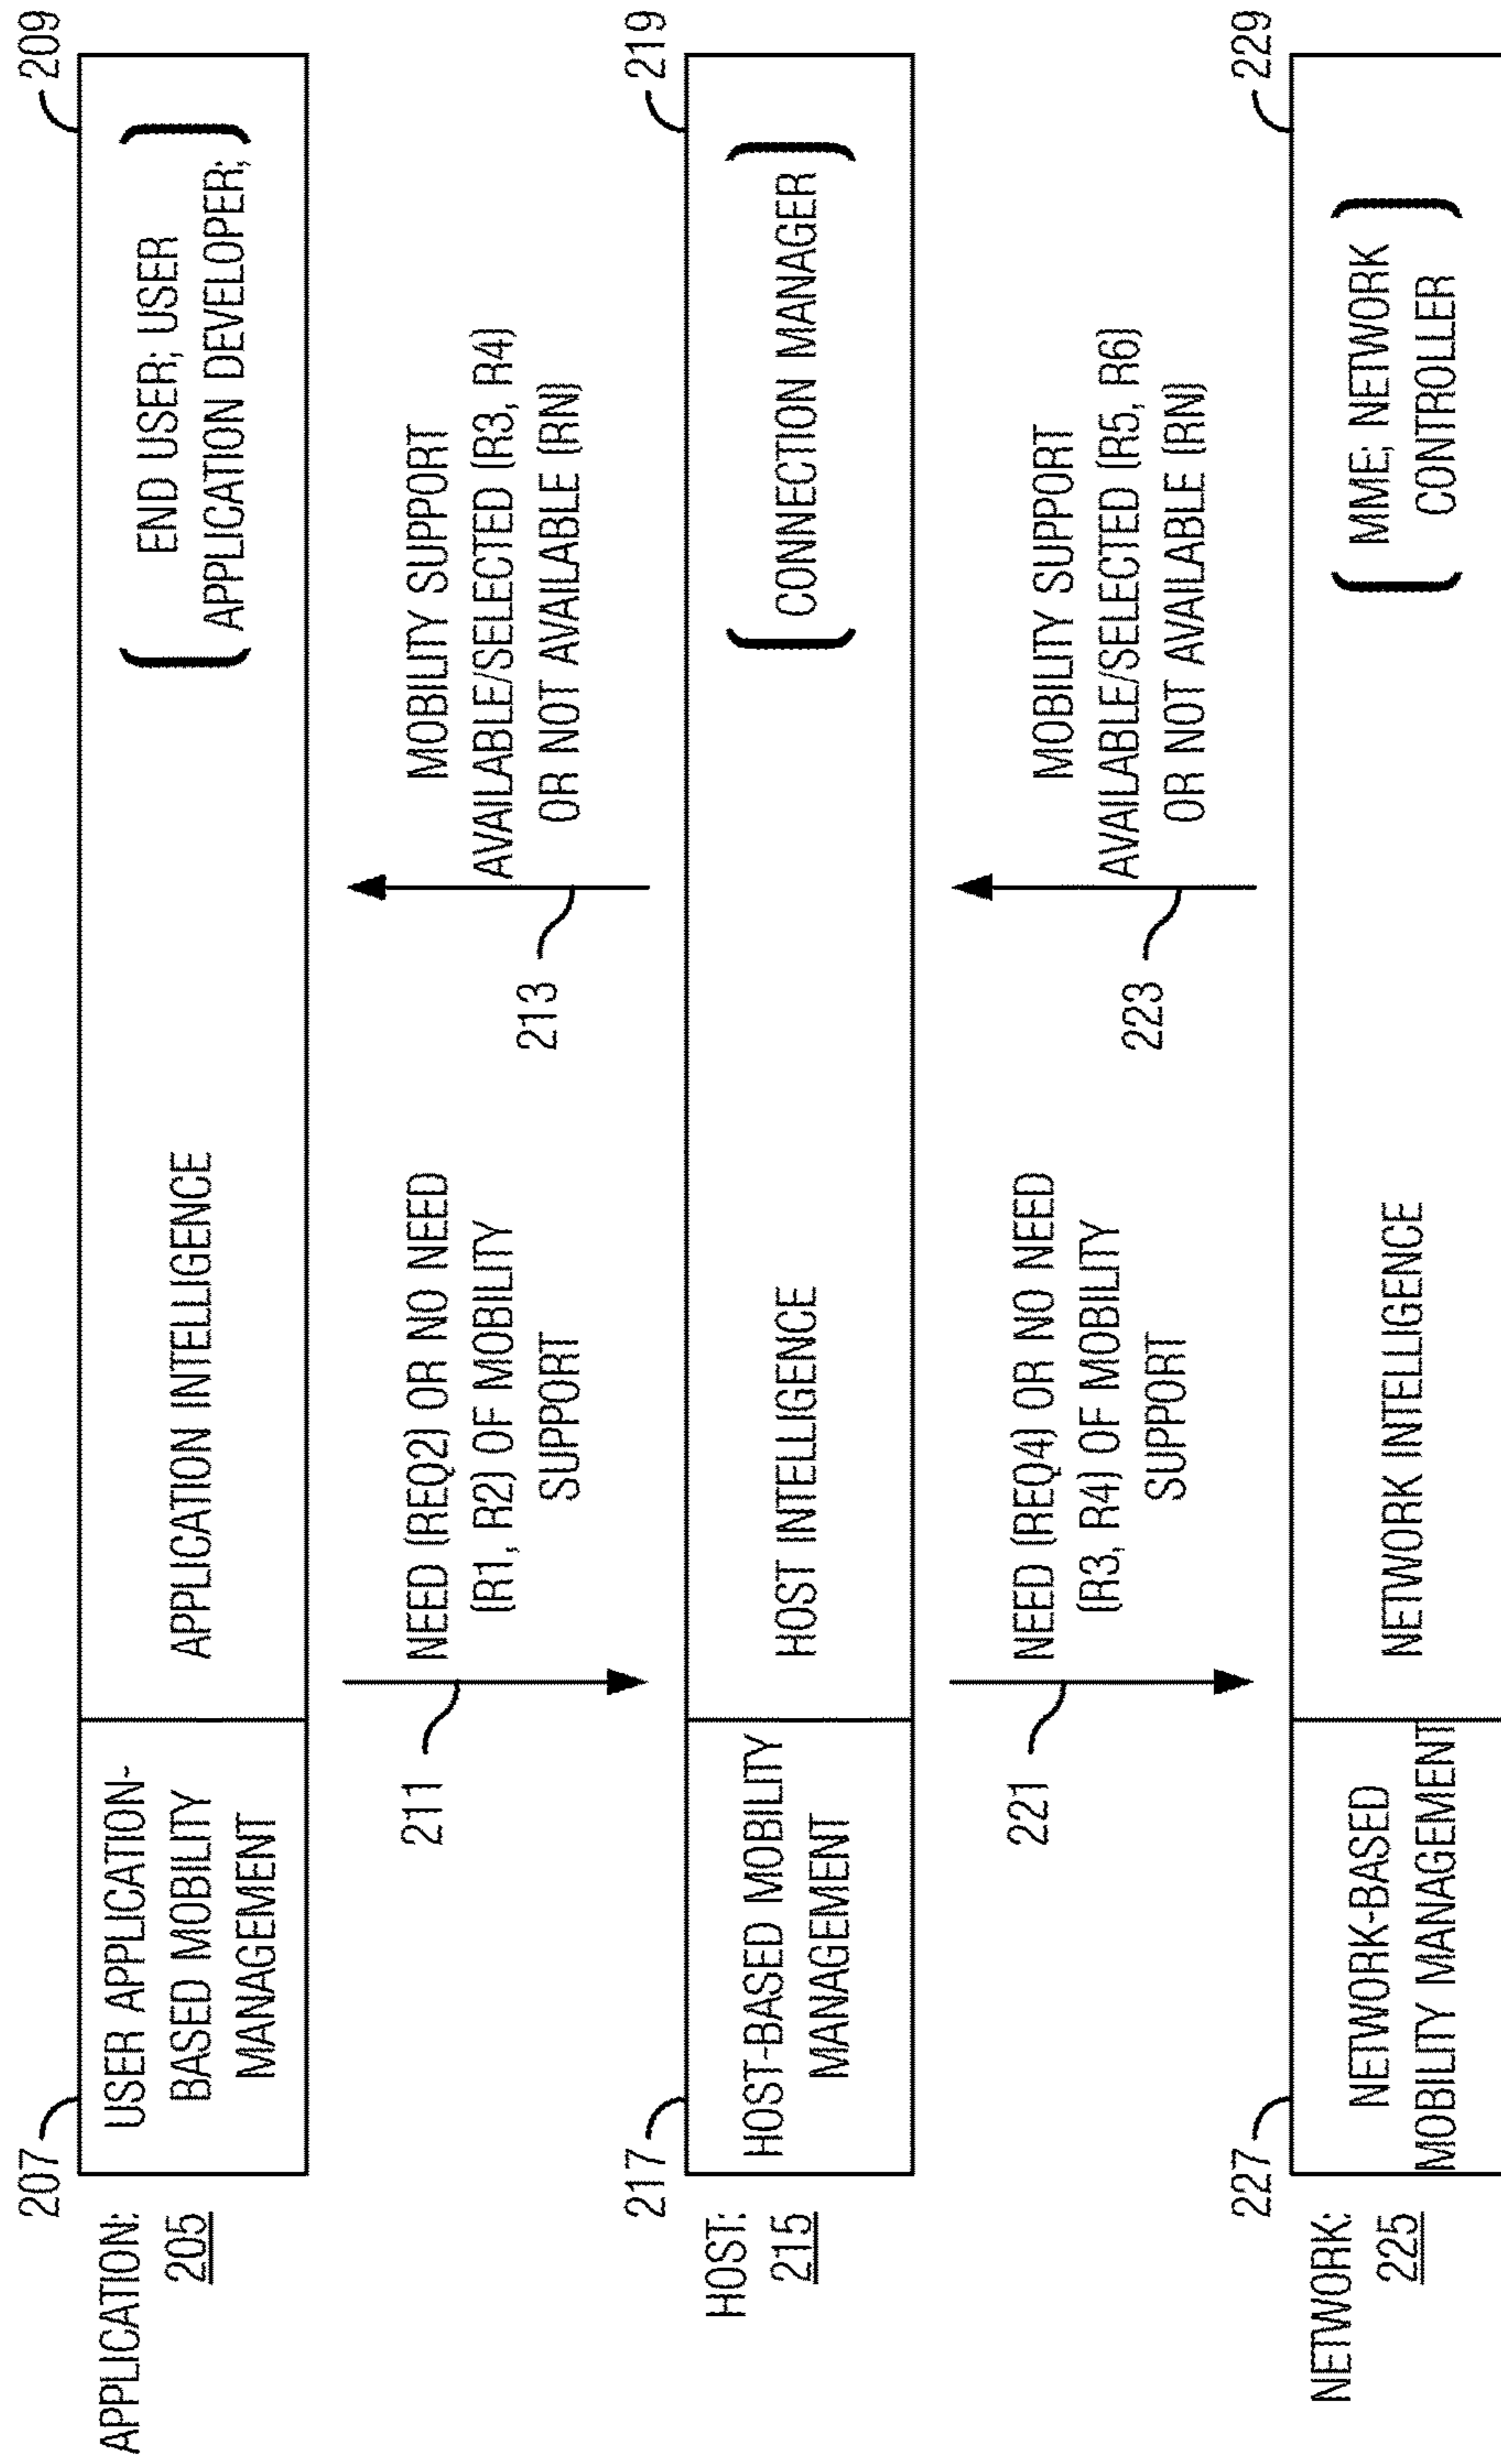 APPLICATION:
205
207
USER APPLICATION-
BASED MOBILITY
MANAGEMENT
APPLICATION INTELLIGENCE
END USER; USER
APPLICATION DEVELOPER;
209
211
NEED (REQ2) OR NO NEED
(R1, R2) OF MOBILITY
SUPPORT
213
MOBILITY SUPPORT
AVAILABLE/SELECTED (R3, R4)
OR NOT AVAILABLE (RN)
HOST:
215
217
HOST-BASED MOBILITY
MANAGEMENT
HOST INTELLIGENCE
( CONNECTION MANAGER )
219
221
NEED (REQ4) OR NO NEED
(R3, R4) OF MOBILITY
SUPPORT
223
MOBILITY SUPPORT
AVAILABLE/SELECTED (R5, R6)
OR NOT AVAILABLE (RN)
NETWORK:
225
227
NETWORK-BASED
MOBILITY MANAGEMENT
NETWORK INTELLIGENCE
MME; NETWORK
CONTROLLER
229